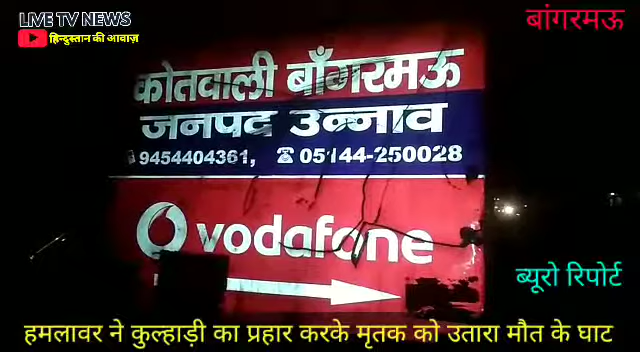 LIVE TV NEWS
हिन्दुस्तान की आवाज़
बांगरमऊ
कोतवाली बाँगरमऊ
जनपद उन्नाव
9454404361, ☎ 05144-250028
vodafone
ब्यूरो रिपोर्ट
हमलावर ने कुल्हाड़ी का प्रहार करके मृतक को उतारा मौत के घाट